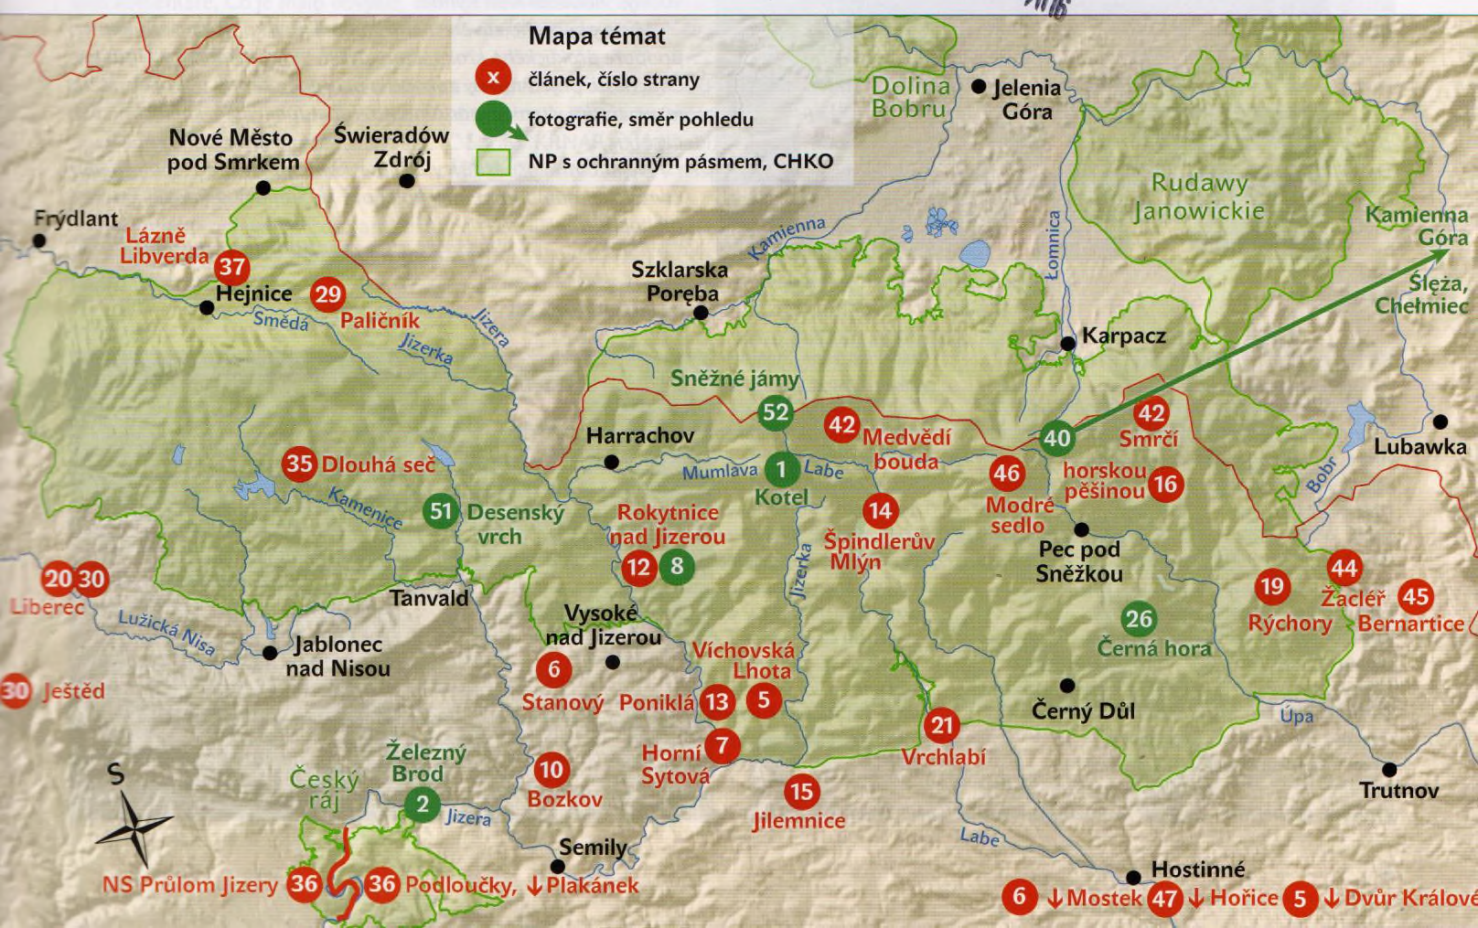 Mapa témat
x článek, číslo strany
fotografie, směr pohledu
NP s ochranným pásmem, CHKO
Dolina
Bobru
Jelenia
Góra
Nové Město
pod Smrkem
Świeradów
Zdrój
Rudawy
Janowickie
Kamienna
Góra
Frýdlant
Lázně
Libverda
37
Kamienna
Łomnica
Szklarska
Poręba
Ślęża,
Chełmiec
Hejnice
29
Paličník
Smědá
Jizera
Jizerka
Karpacz
Sněžné jámy
52
42
Medvědí
bouda
40
42
Smrčí
Lubawka
Harrachov
Mumlava
1
Labe
Kotel
46
Modré
sedlo
horskou
pěšinou
16
Bobr
35 Dlouhá seč
Kamenice
51
Desenský
vrch
Rokytnice
nad Jizerou
12
8
14
Špindlerův
Mlýn
Jizerka
Pec pod
Sněžkou
20
30
Liberec
Lužická Nisa
Tanvald
19
Rýchory
44
Žacléř
45
Bernartice
26
Černá hora
Jablonec
nad Nisou
Vysoké
nad Jizerou
Víchovská
Lhota
30 Ještěd
6
Stanový
Poniklá
13
5
Černý Důl
Úpa
21
Vrchlabí
Horní
Sytová
7
Železný
Brod
2
Jizera
Český
ráj
10
Bozkov
15
Jilemnice
Trutnov
S
Semily
Labe
Hostinné
NS Průlom Jizery 36
36 Podloučky, ↓ Plakánek
6 ↓ Mostek 47 ↓ Hořice 5 ↓ Dvůr Králové